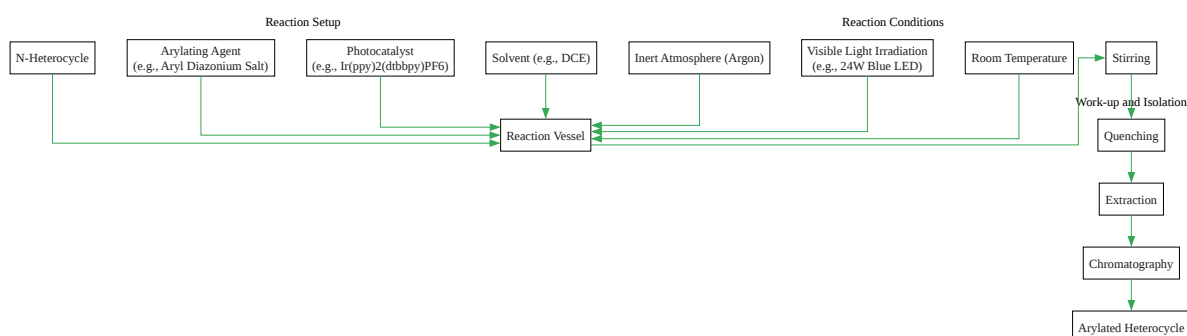 Reaction Setup
Reaction Conditions
N-Heterocycle
Arylating Agent
(e.g., Aryl Diazonium Salt)
Photocatalyst
(e.g., Ir(ppy)2(dtbbpy)PF6)
Solvent (e.g., DCE)
Inert Atmosphere (Argon)
Visible Light Irradiation
(e.g., 24W Blue LED)
Room Temperature
Stirring
Work-up and Isolation
Reaction Vessel
Quenching
Extraction
Chromatography
Arylated Heterocycle